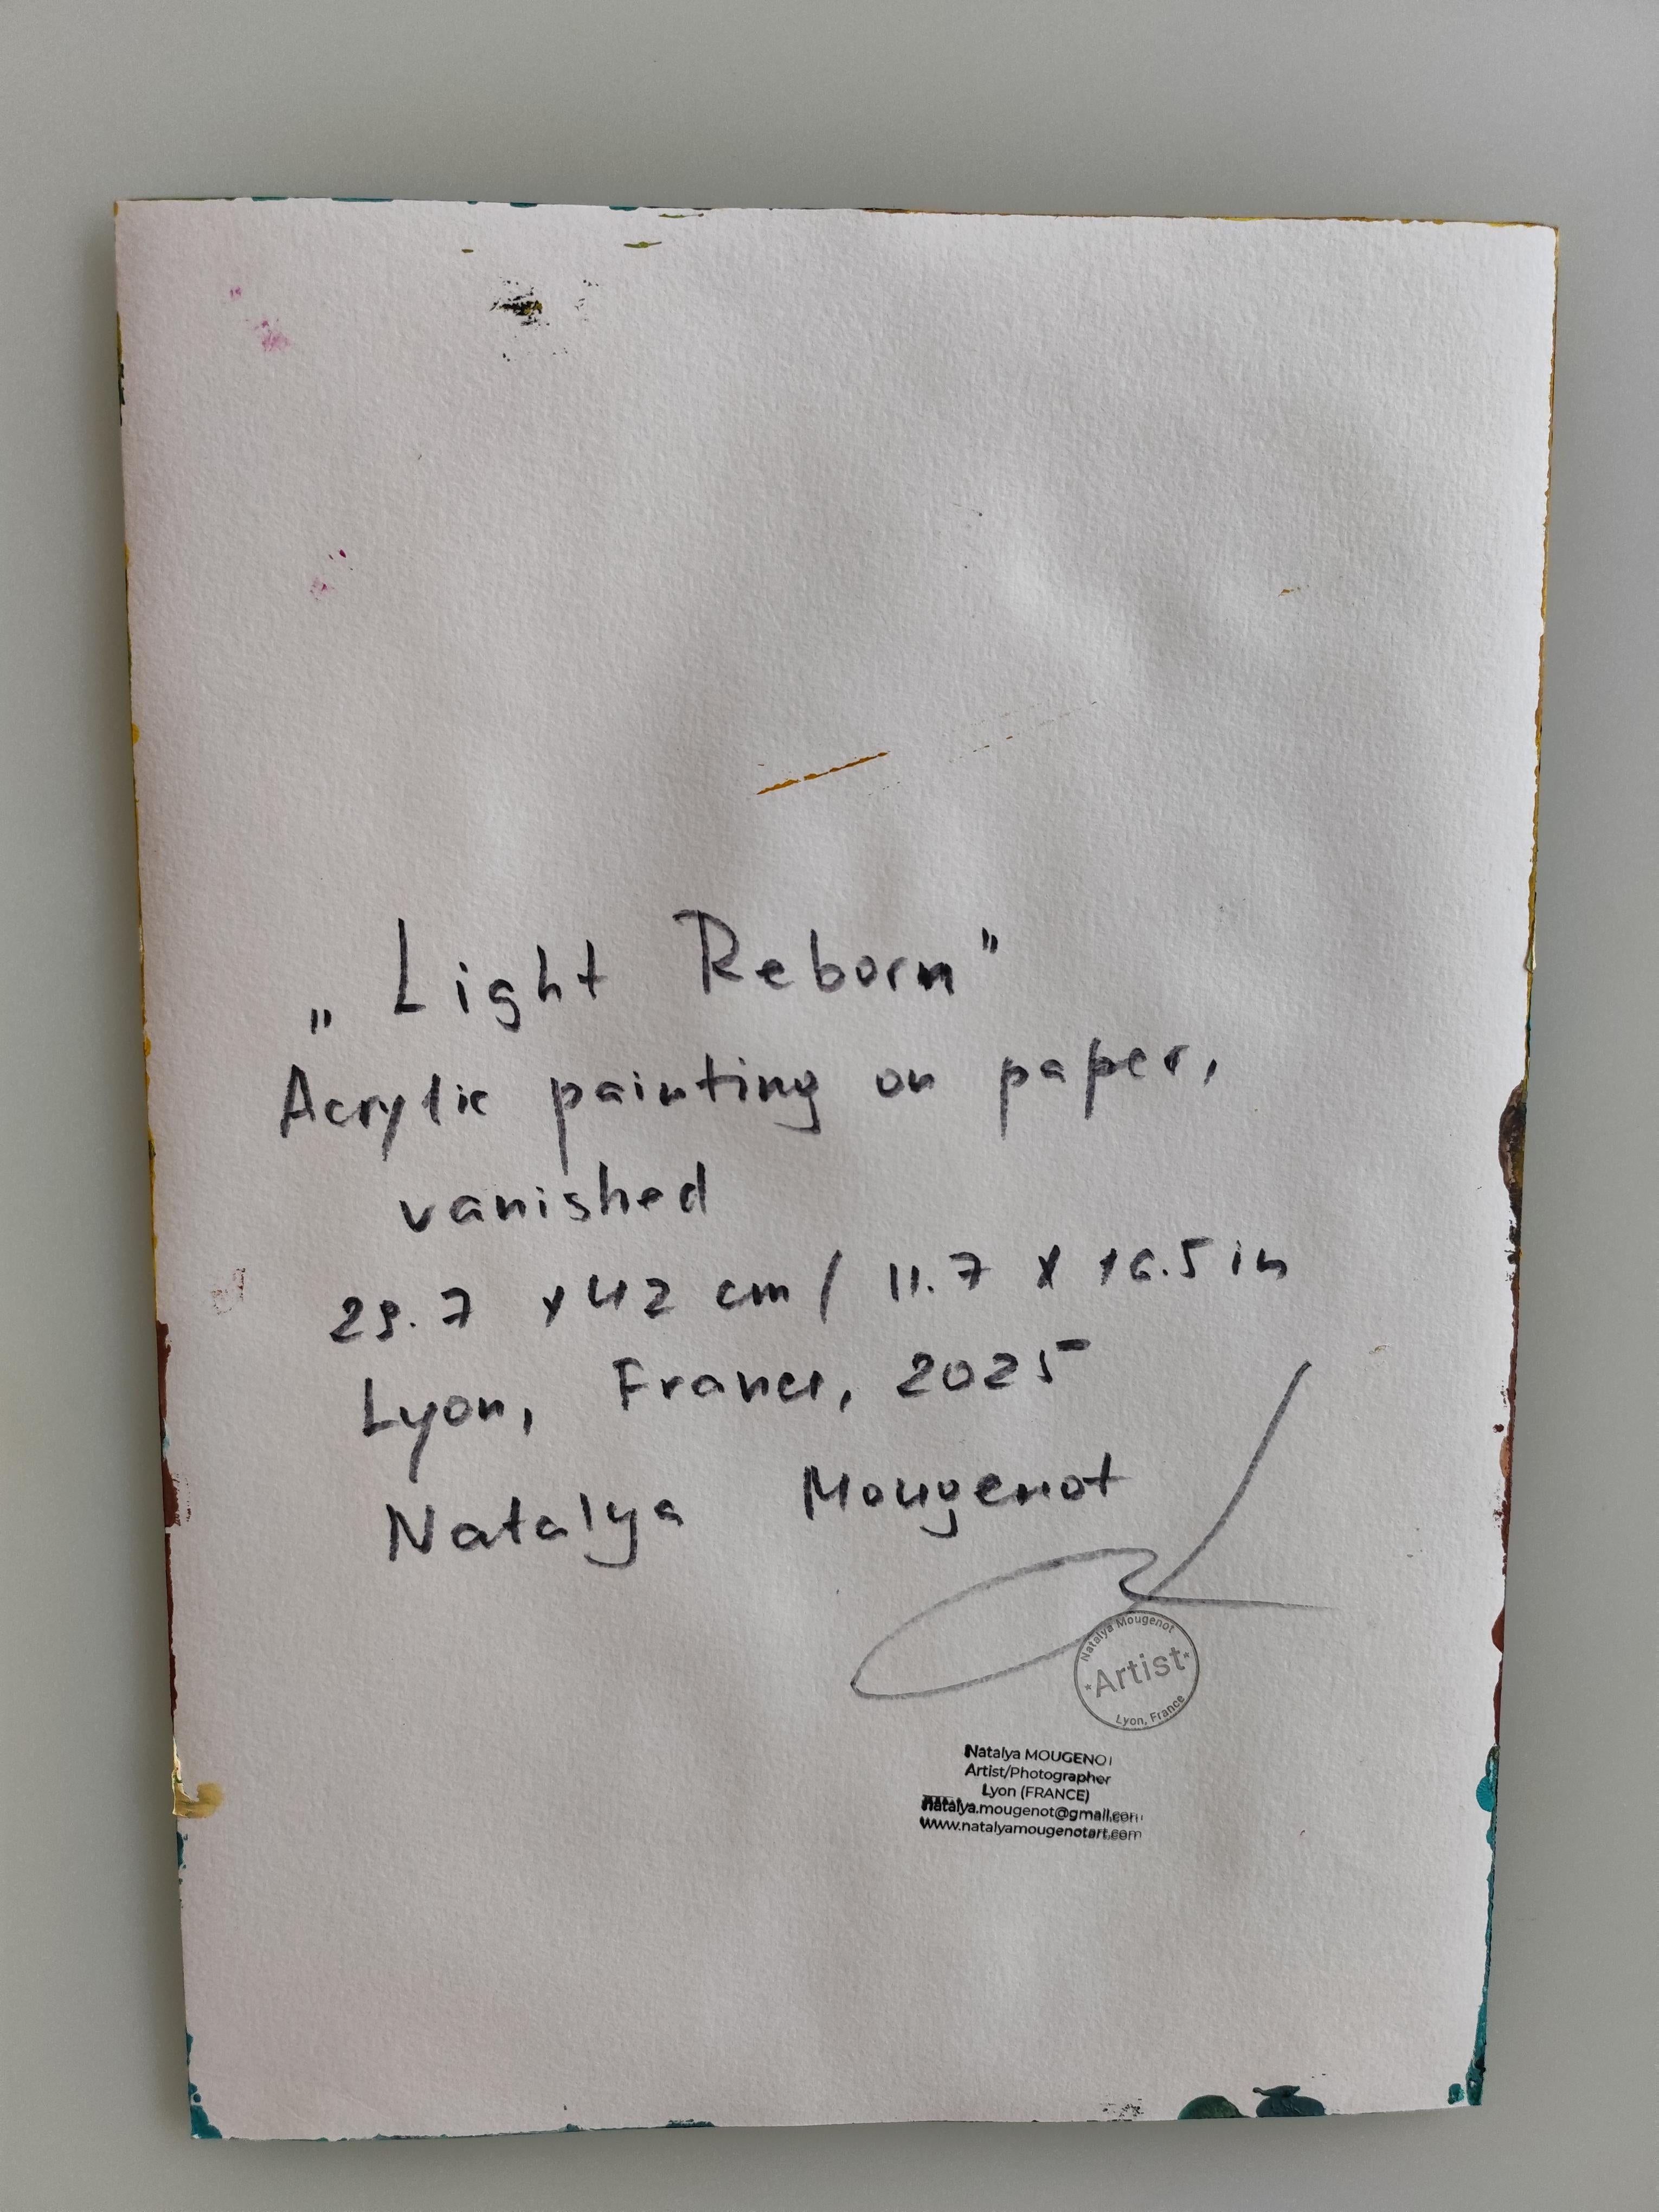 „Light Reborn"
Acrylic painting on paper,
vanished
29.7 x 42 cm / 11.7 x 16.5 in
Lyon, France, 2025
Natalya Mougenot
Natalya Mougenot
*Artist*
Lyon, France
Natalya MOUGENOT
Artist/Photographer
Lyon (FRANCE)
natalya.mougenot@gmail.com
www.natalyamougenotart.com